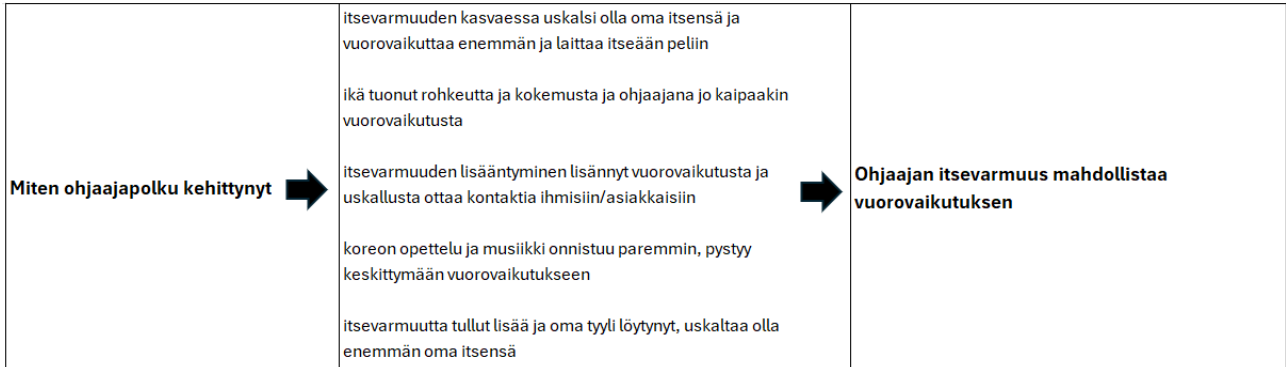 Miten ohjaajapolku kehittynyt
itsevarmuuden kasvaessa uskalsi olla oma itsensä ja
vuorovaikuttaa enemmän ja laittaa itseään peliin
ikä tuonut rohkeutta ja kokemusta ja ohjaajana jo kaipaakin
vuorovaikutusta
itsevarmuuden lisääntyminen lisännyt vuorovaikutusta ja
uskallusta ottaa kontaktia ihmisiin/asiakkaisiin
koreon opettelu ja musiikki onnistuu paremmin, pystyy
keskittymään vuorovaikutukseen
itsevarmuutta tullut lisää ja oma tyyli löytynyt, uskaltaa olla
enemmän oma itsensä
Ohjaajan itsevarmuus mahdollistaa
vuorovaikutuksen